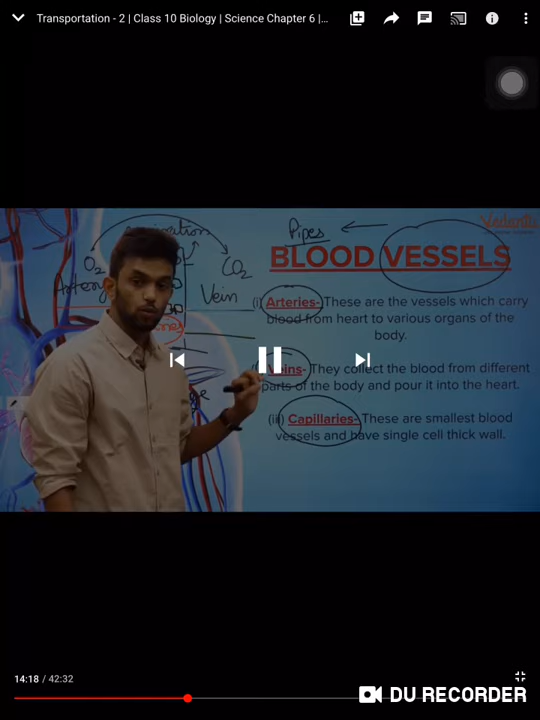 Transportation - 2 | Class 10 Biology | Science Chapter 6 |...
Vedantu
Pipes
BLOOD VESSELS
O₂
CO₂
Artery
Vein
(i) Arteries- These are the vessels which carry
blood from heart to various organs of the
body.
Veins- They collect the blood from different
parts of the body and pour it into the heart.
(iii) Capillaries- These are smallest blood
vessels and have single cell thick wall.
14:18 / 42:32
DU RECORDER